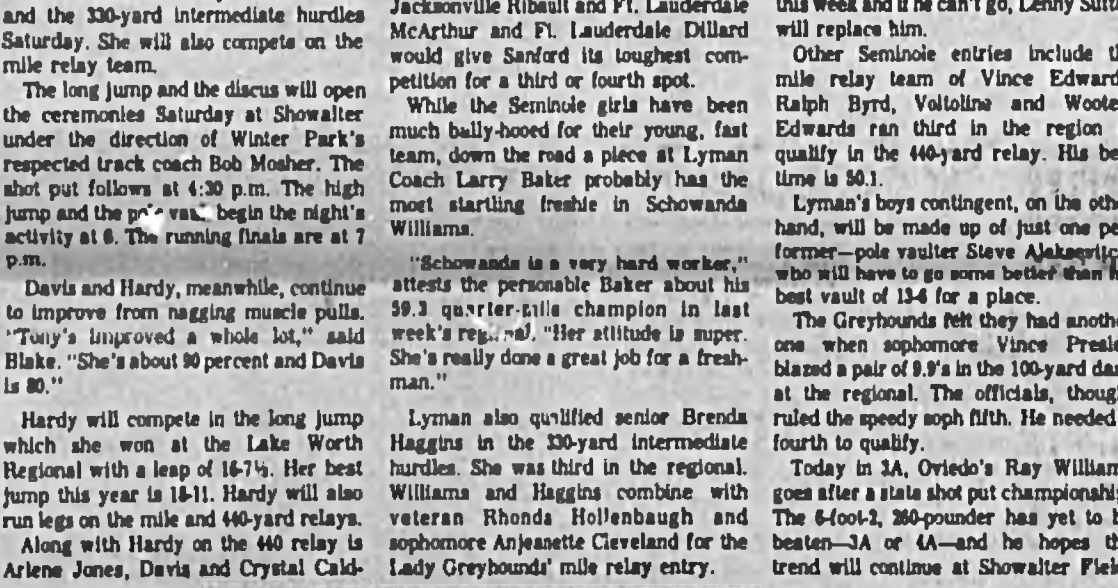 and the 330-yard intermediate hurdles
Saturday. She will also compete on the
mile relay team.
The long jump and the discus will open
the ceremonies Saturday at Showalter
under the direction of Winter Park's
respected track coach Bob Mosher. The
shot put follows at 4:30 p.m. The high
jump and the begin the night's
activity at 6. The running finals are at 7
p.m.
Davis and Hardy, meanwhile, continue
to improve from nagging muscle pulls.
"Tony's improved a whole lot," said
Blake. "She's about 90 percent and Davis
is 80."
Hardy will compete in the long jump
which she won at the Lake Worth
Regional with a leap of 16-7½. Her best
jump this year is 18-11. Hardy will also
run legs on the mile and 440-yard relays.
Along with Hardy on the 440 relay is
Arlene Jones, Davis and Crystal Cald-
Jacksonville Ribault and Ft. Lauderdale
McArthur and Ft. Lauderdale Dillard
would give Sanford its toughest com-
petition for a third or fourth spot.
While the Seminole girls have been
much bally-hooed for their young, fast
team, down the road a piece at Lyman
Coach Larry Baker probably has the
most startling freshie in Schowanda
Williams.
"Schowanda is a very hard worker,"
attests the personable Baker about his
59.3 quarter-mile champion in last
week's "Her attitude is super.
She's really done a great job for a fresh-
man."
Lyman also qualified senior Brenda
Haggins in the 330-yard intermediate
hurdles. She was third in the regional.
Williams and Haggins combine with
veteran Rhonda Hollenbaugh and
sophomore Anjeanette Cleveland for the
Lady Greyhounds' mile relay entry.
this week and if he can't go, Lenny
will replace him.
Other Seminole entries include
mile relay team of Vince
Ralph Byrd, Voltoline and
Edwards ran third in the region
qualify in the 440-yard relay. His
time is 50.1.
Lyman's boys contingent, on the
hand, will be made up of just one
former—pole vaulter Steve
who will have to go some better than
best vault of 13-6 for a place.
The Greyhounds felt they had
one when sophomore Vince
blazed a pair of 9.9's in the 100-yard
at the regional. The officials,
ruled the speedy soph fifth. He needed
fourth to qualify.
Today in 3A, Oviedo's Ray
goes after a state shot put
The 6-foot-2, 260-pounder has yet to
beaten—3A or 4A—and he hopes
trend will continue at Showalter